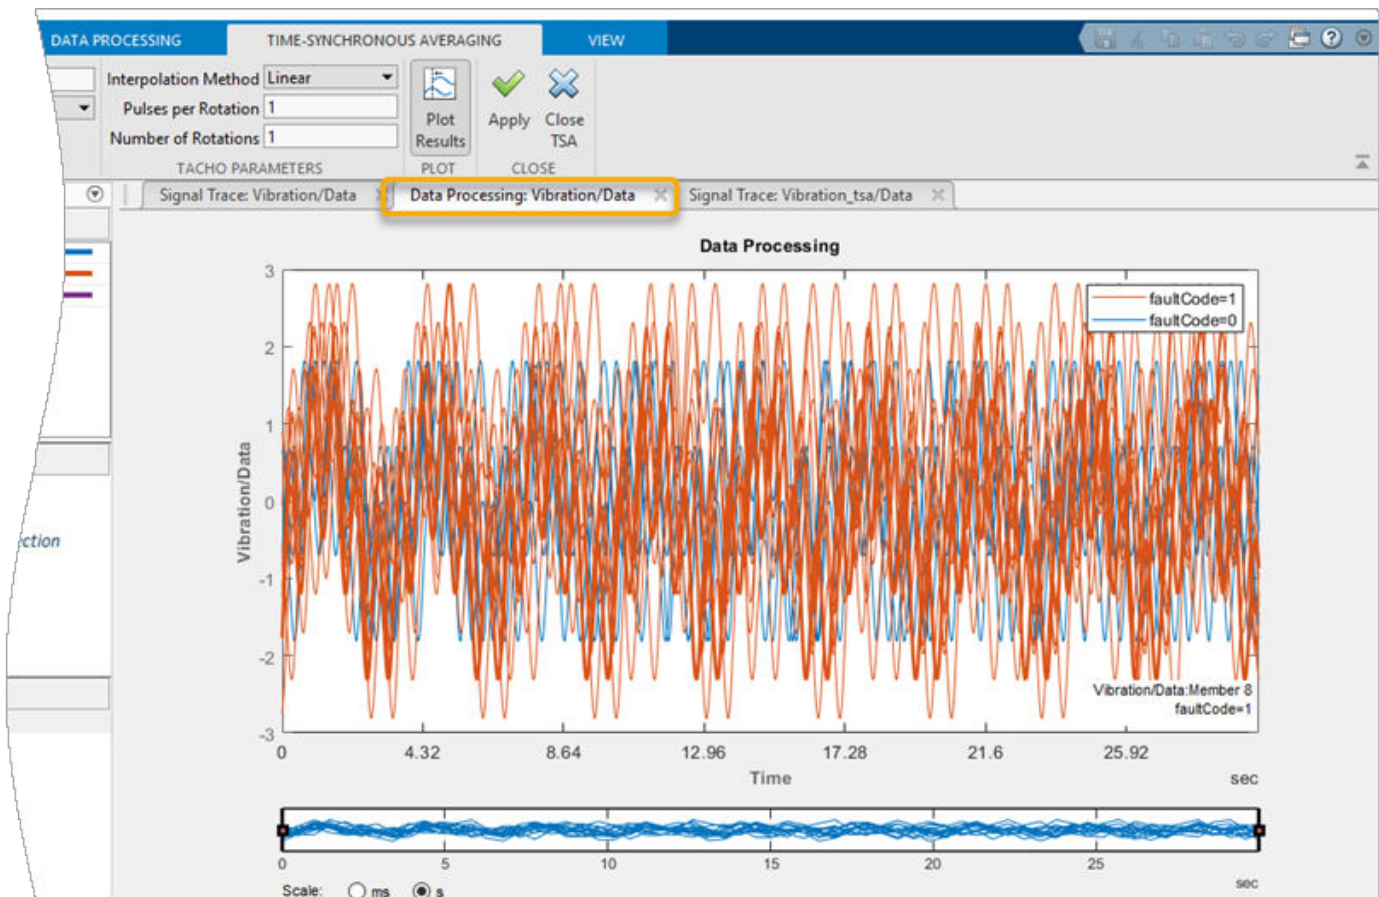 DATA PROCESSING
TIME-SYNCHRONOUS AVERAGING
VIEW
Interpolation Method Linear
Pulses per Rotation 1
Number of Rotations 1
Plot
Results
Apply
Close
TSA
TACHO PARAMETERS
PLOT
CLOSE
Signal Trace: Vibration/Data
Data Processing: Vibration/Data
Signal Trace: Vibration_tsa/Data
ction
Data Processing
faultCode=1
faultCode=0
3
2
1
0
-1
-2
-3
Vibration/Data
Vibration/Data:Member 8
faultCode=1
0 4.32 8.64 12.96 17.28 21.6 25.92
Time
sec
0 5 10 15 20 25
sec
Scale: ms s